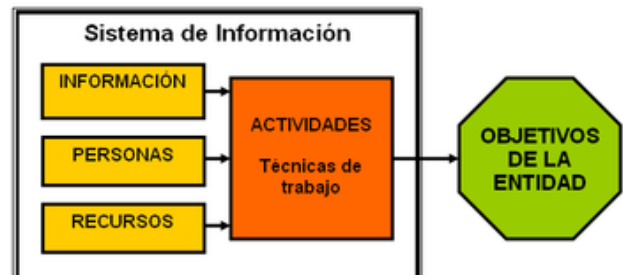 Sistema de Información
INFORMACIÓN
PERSONAS
RECURSOS
ACTIVIDADES
Técnicas de
trabajo
OBJETIVOS
DE LA
ENTIDAD